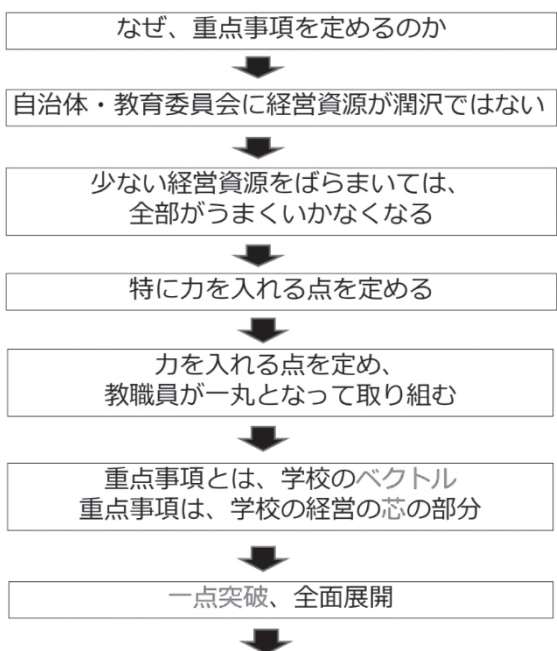 なぜ、重点事項を定めるのか
自治体・教育委員会に経営資源が潤沢ではない
少ない経営資源をばらまいては、
全部がうまくいかなくなる
特に力を入れる点を定める
力を入れる点を定め、
教職員が一丸となって取り組む
重点事項とは、学校のベクトル
重点事項は、学校の経営の芯の部分
一点突破、全面展開